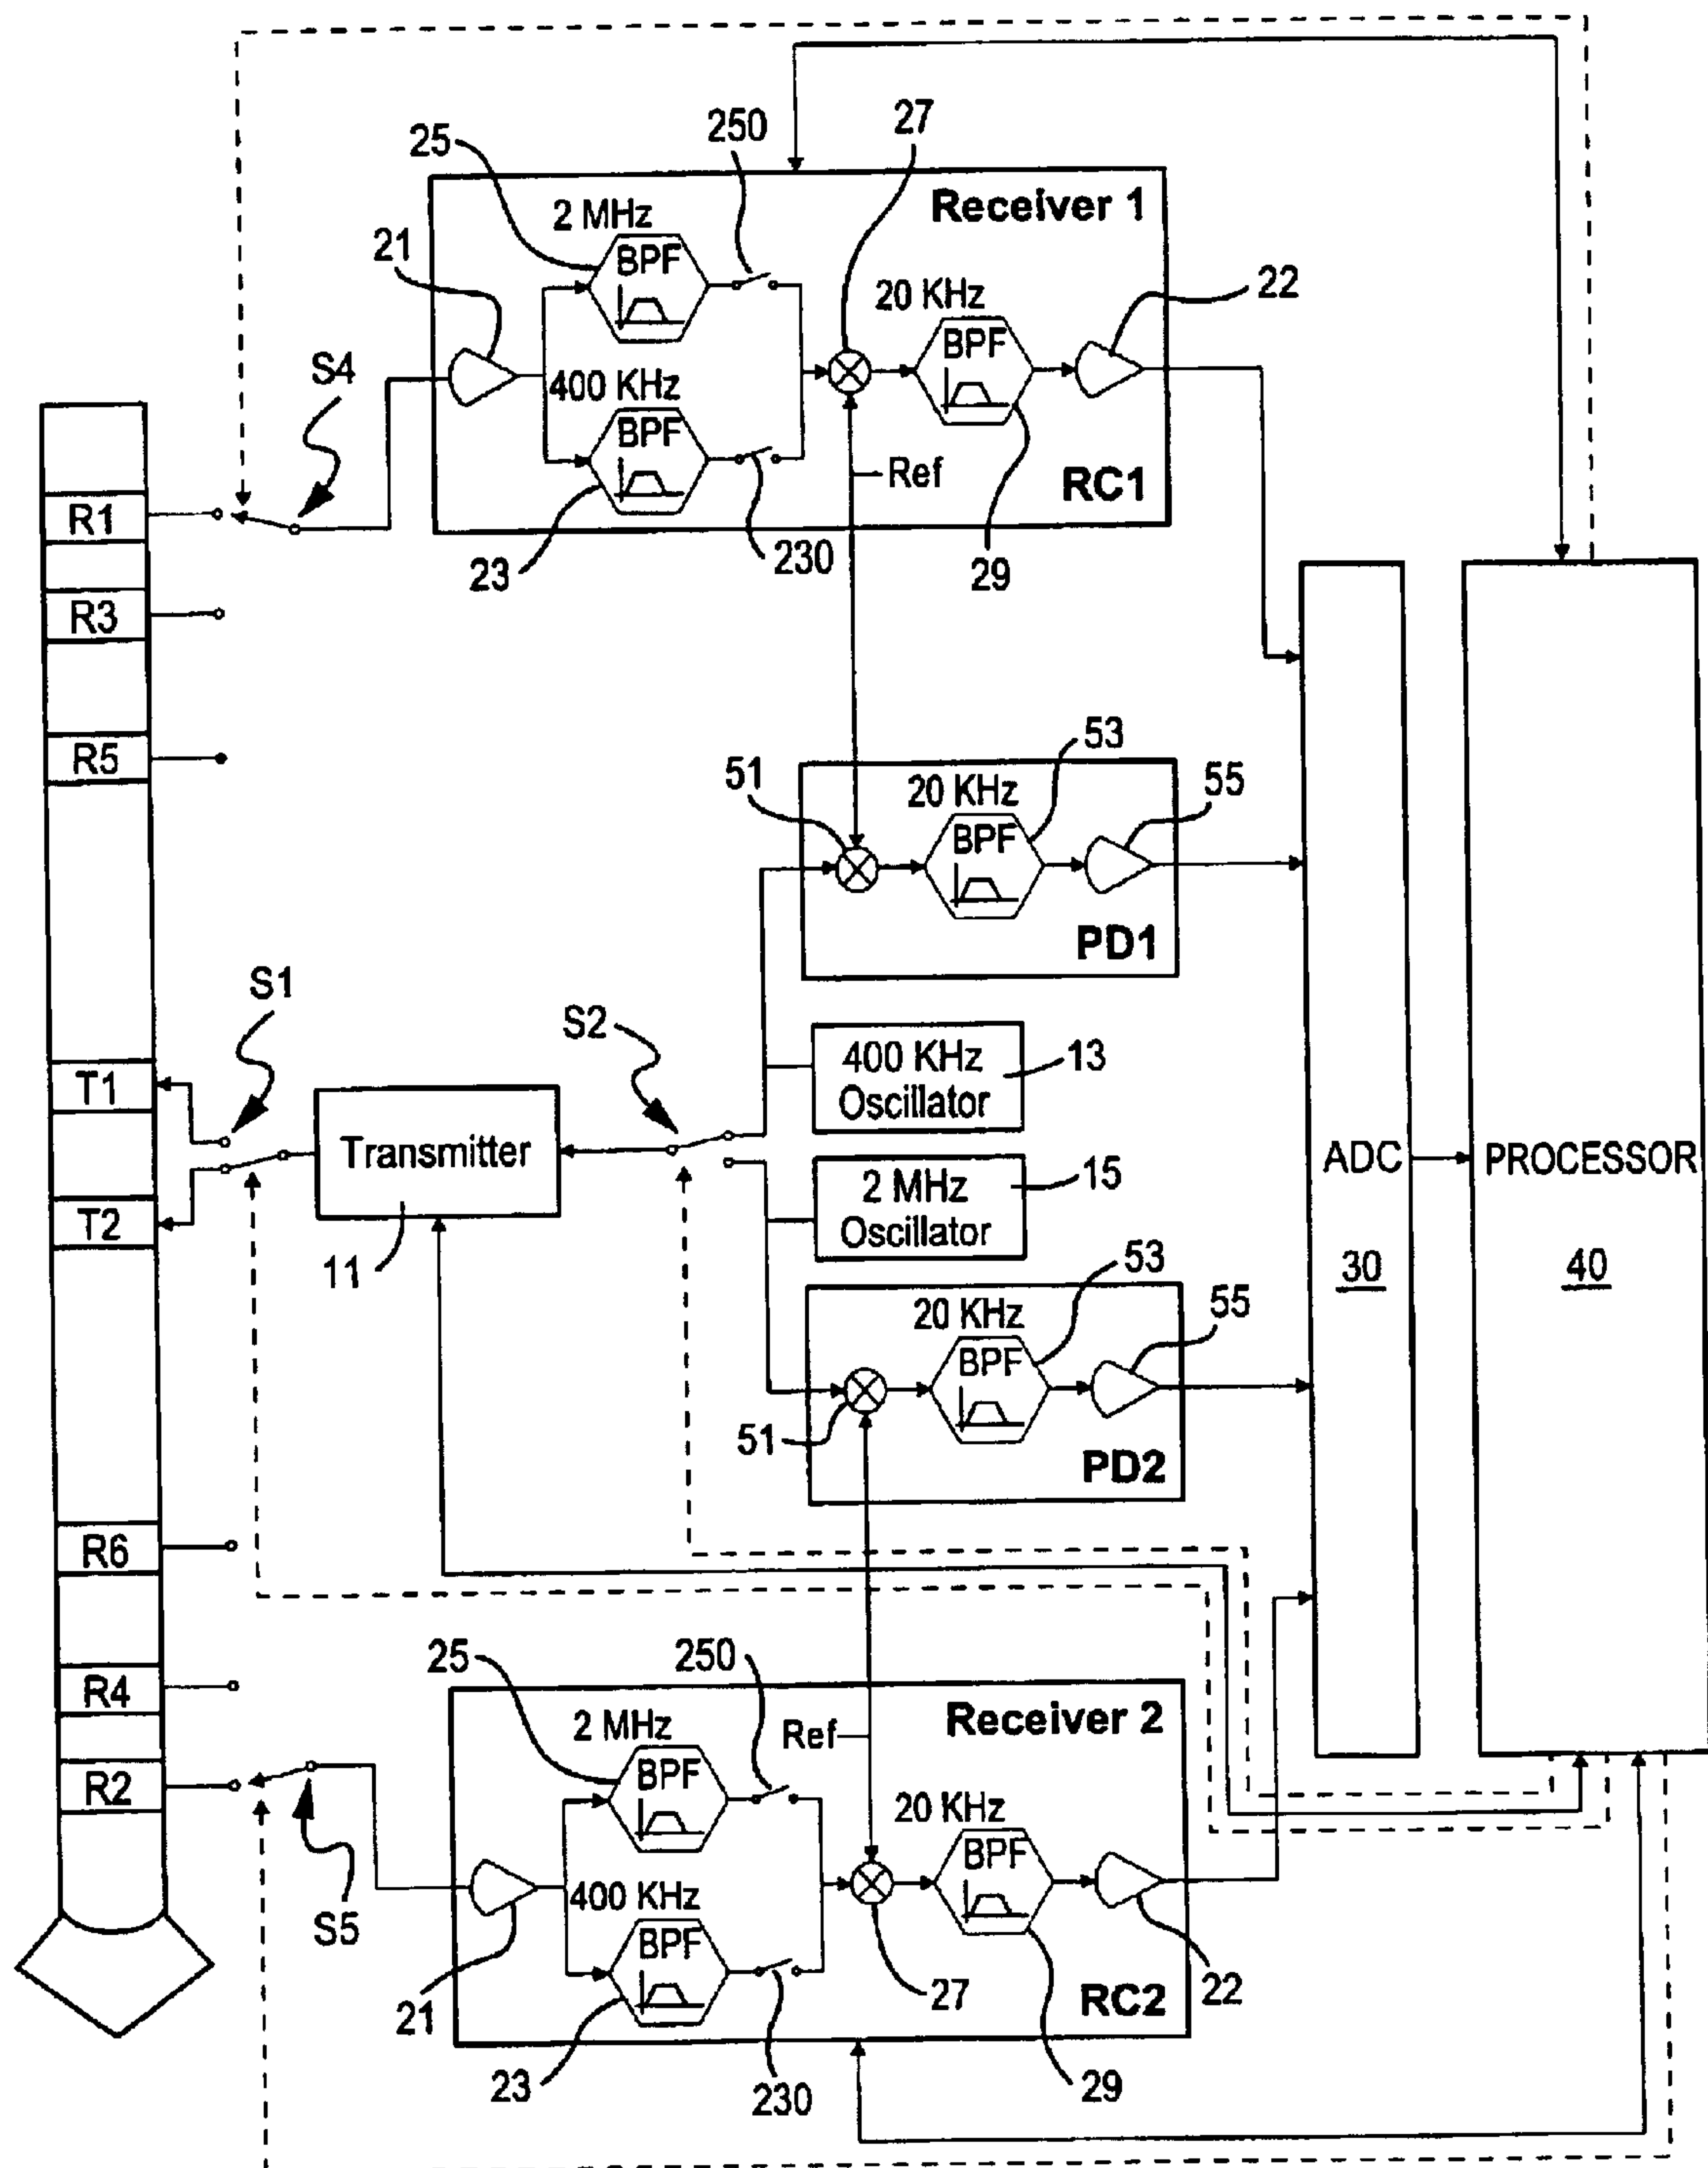 27
250
25
Receiver 1
2 MHz
21
BPF
22
20 KHz
BPF
S4
400 KHz
BPF
Ref
RC1
R1
23
230
29
R3
53
R5
51
20 KHz
55
BPF
PD1
S1
S2
400 KHz
Oscillator
13
T1
Transmitter
ADC
PROCESSOR
2 MHz
Oscillator
15
T2
11
53
30
40
20 KHz
55
BPF
51
PD2
R6
25
250
Receiver 2
R4
2 MHz
Ref
BPF
R2
20 KHz
BPF
400 KHz
S5
BPF
21
27
RC2
22
23
230
29